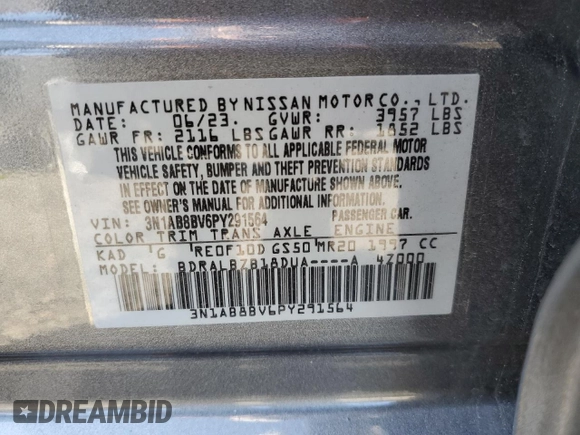 MANUFACTURED BY NISSAN MOTOR CO., LTD.
DATE: 06/23. GVWR: 3957 LBS
GAWR FR: 2116 LBS GAWR RR: 1852 LBS
THIS VEHICLE CONFORMS TO ALL APPLICABLE FEDERAL MOTOR
VEHICLE SAFETY, BUMPER AND THEFT PREVENTION STANDARDS
IN EFFECT ON THE DATE OF MANUFACTURE SHOWN ABOVE.
SEE OWNER'S MANUAL FOR ADDITIONAL INFORMATION.
VIN: 3N1AB8BV6PY291564 PASSENGER CAR.
COLOR TRIM TRANS AXLE ENGINE
KAD G RE0F10D GS50 MR20 1997 CC
MODEL: BDRALBZB18DUA----A 4Z000
3N1AB8BV6PY291564
DREAMBID